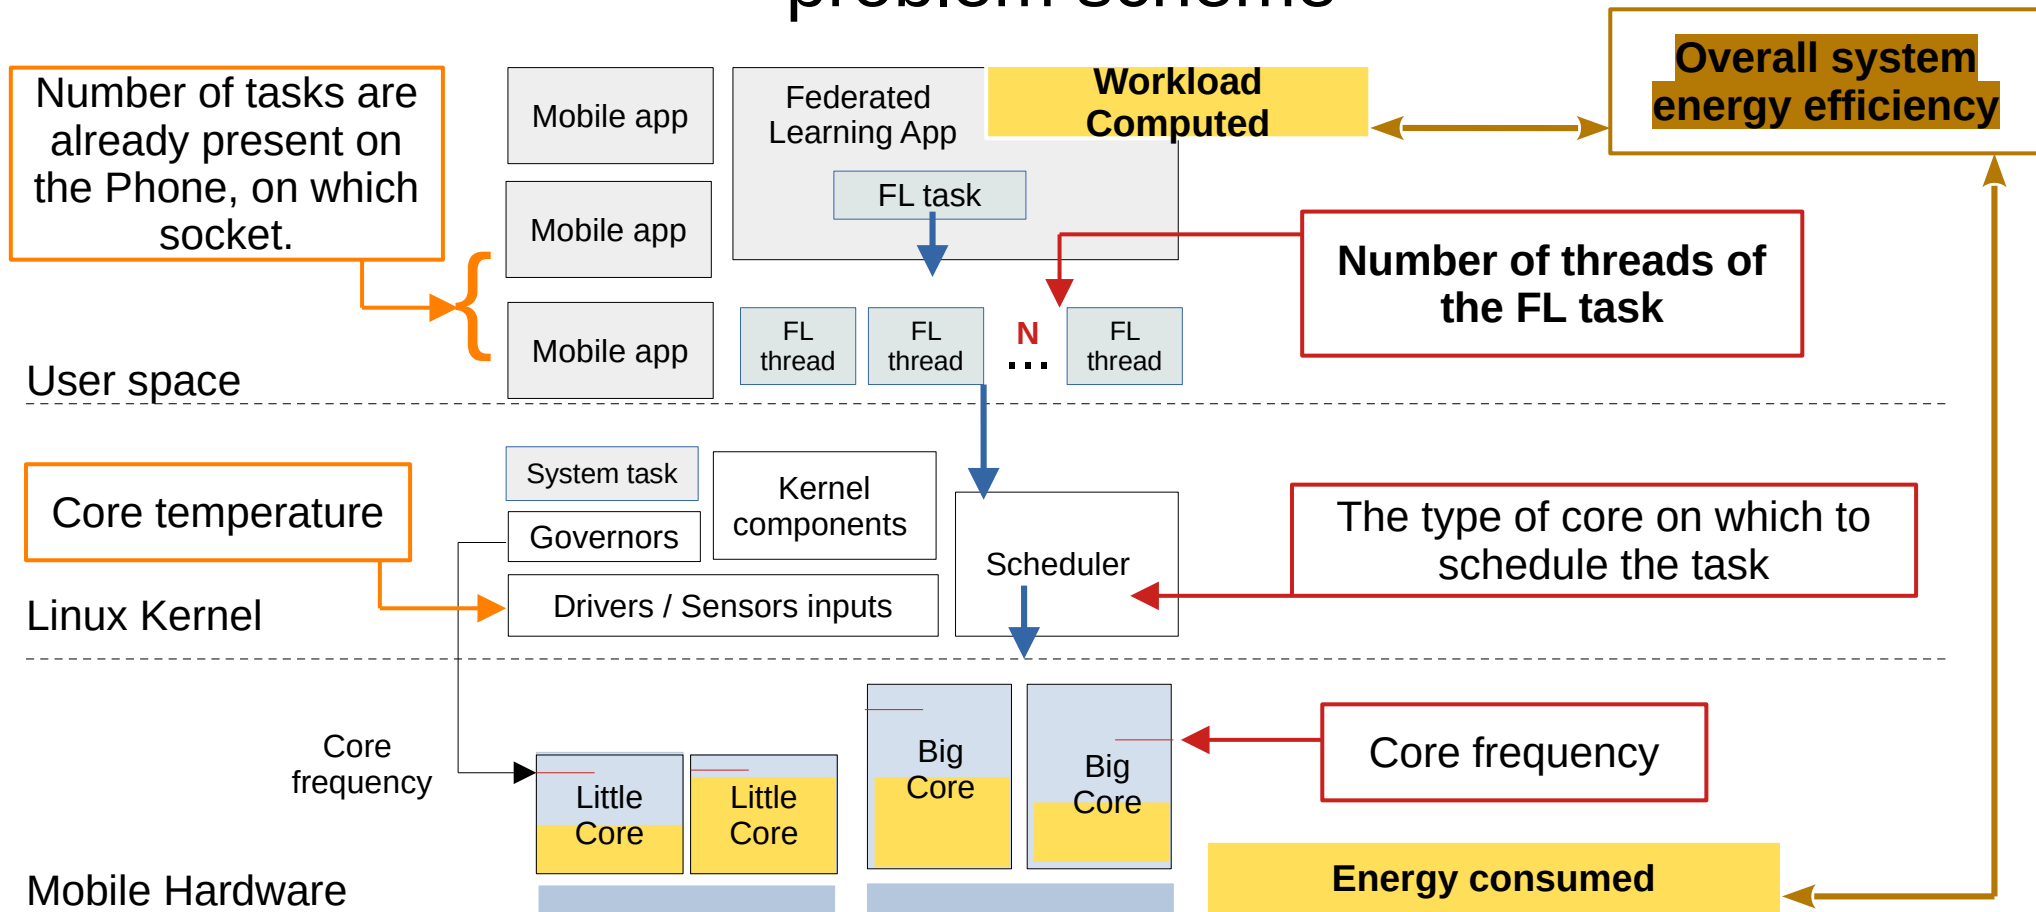 problem scheme
Number of tasks are
already present on
the Phone, on which
socket.
Mobile app
Mobile app
Mobile app
Federated
Learning App
Workload
Computed
FL task
Overall system
energy efficiency
Number of threads of
the FL task
FL
thread
FL
thread
N
...
FL
thread
User space
Core temperature
System task
Governors
Kernel
components
Drivers / Sensors inputs
Scheduler
The type of core on which to
schedule the task
Linux Kernel
Core
frequency
Little
Core
Little
Core
Big
Core
Big
Core
Core frequency
Energy consumed
Mobile Hardware